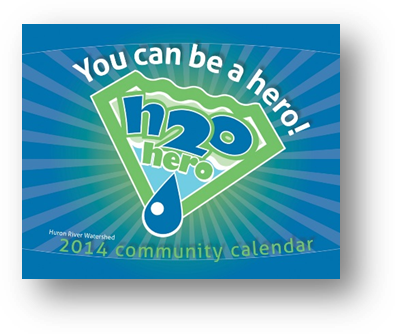 You can be a hero!
h2o
hero
Huron River Watershed
2014 community calendar